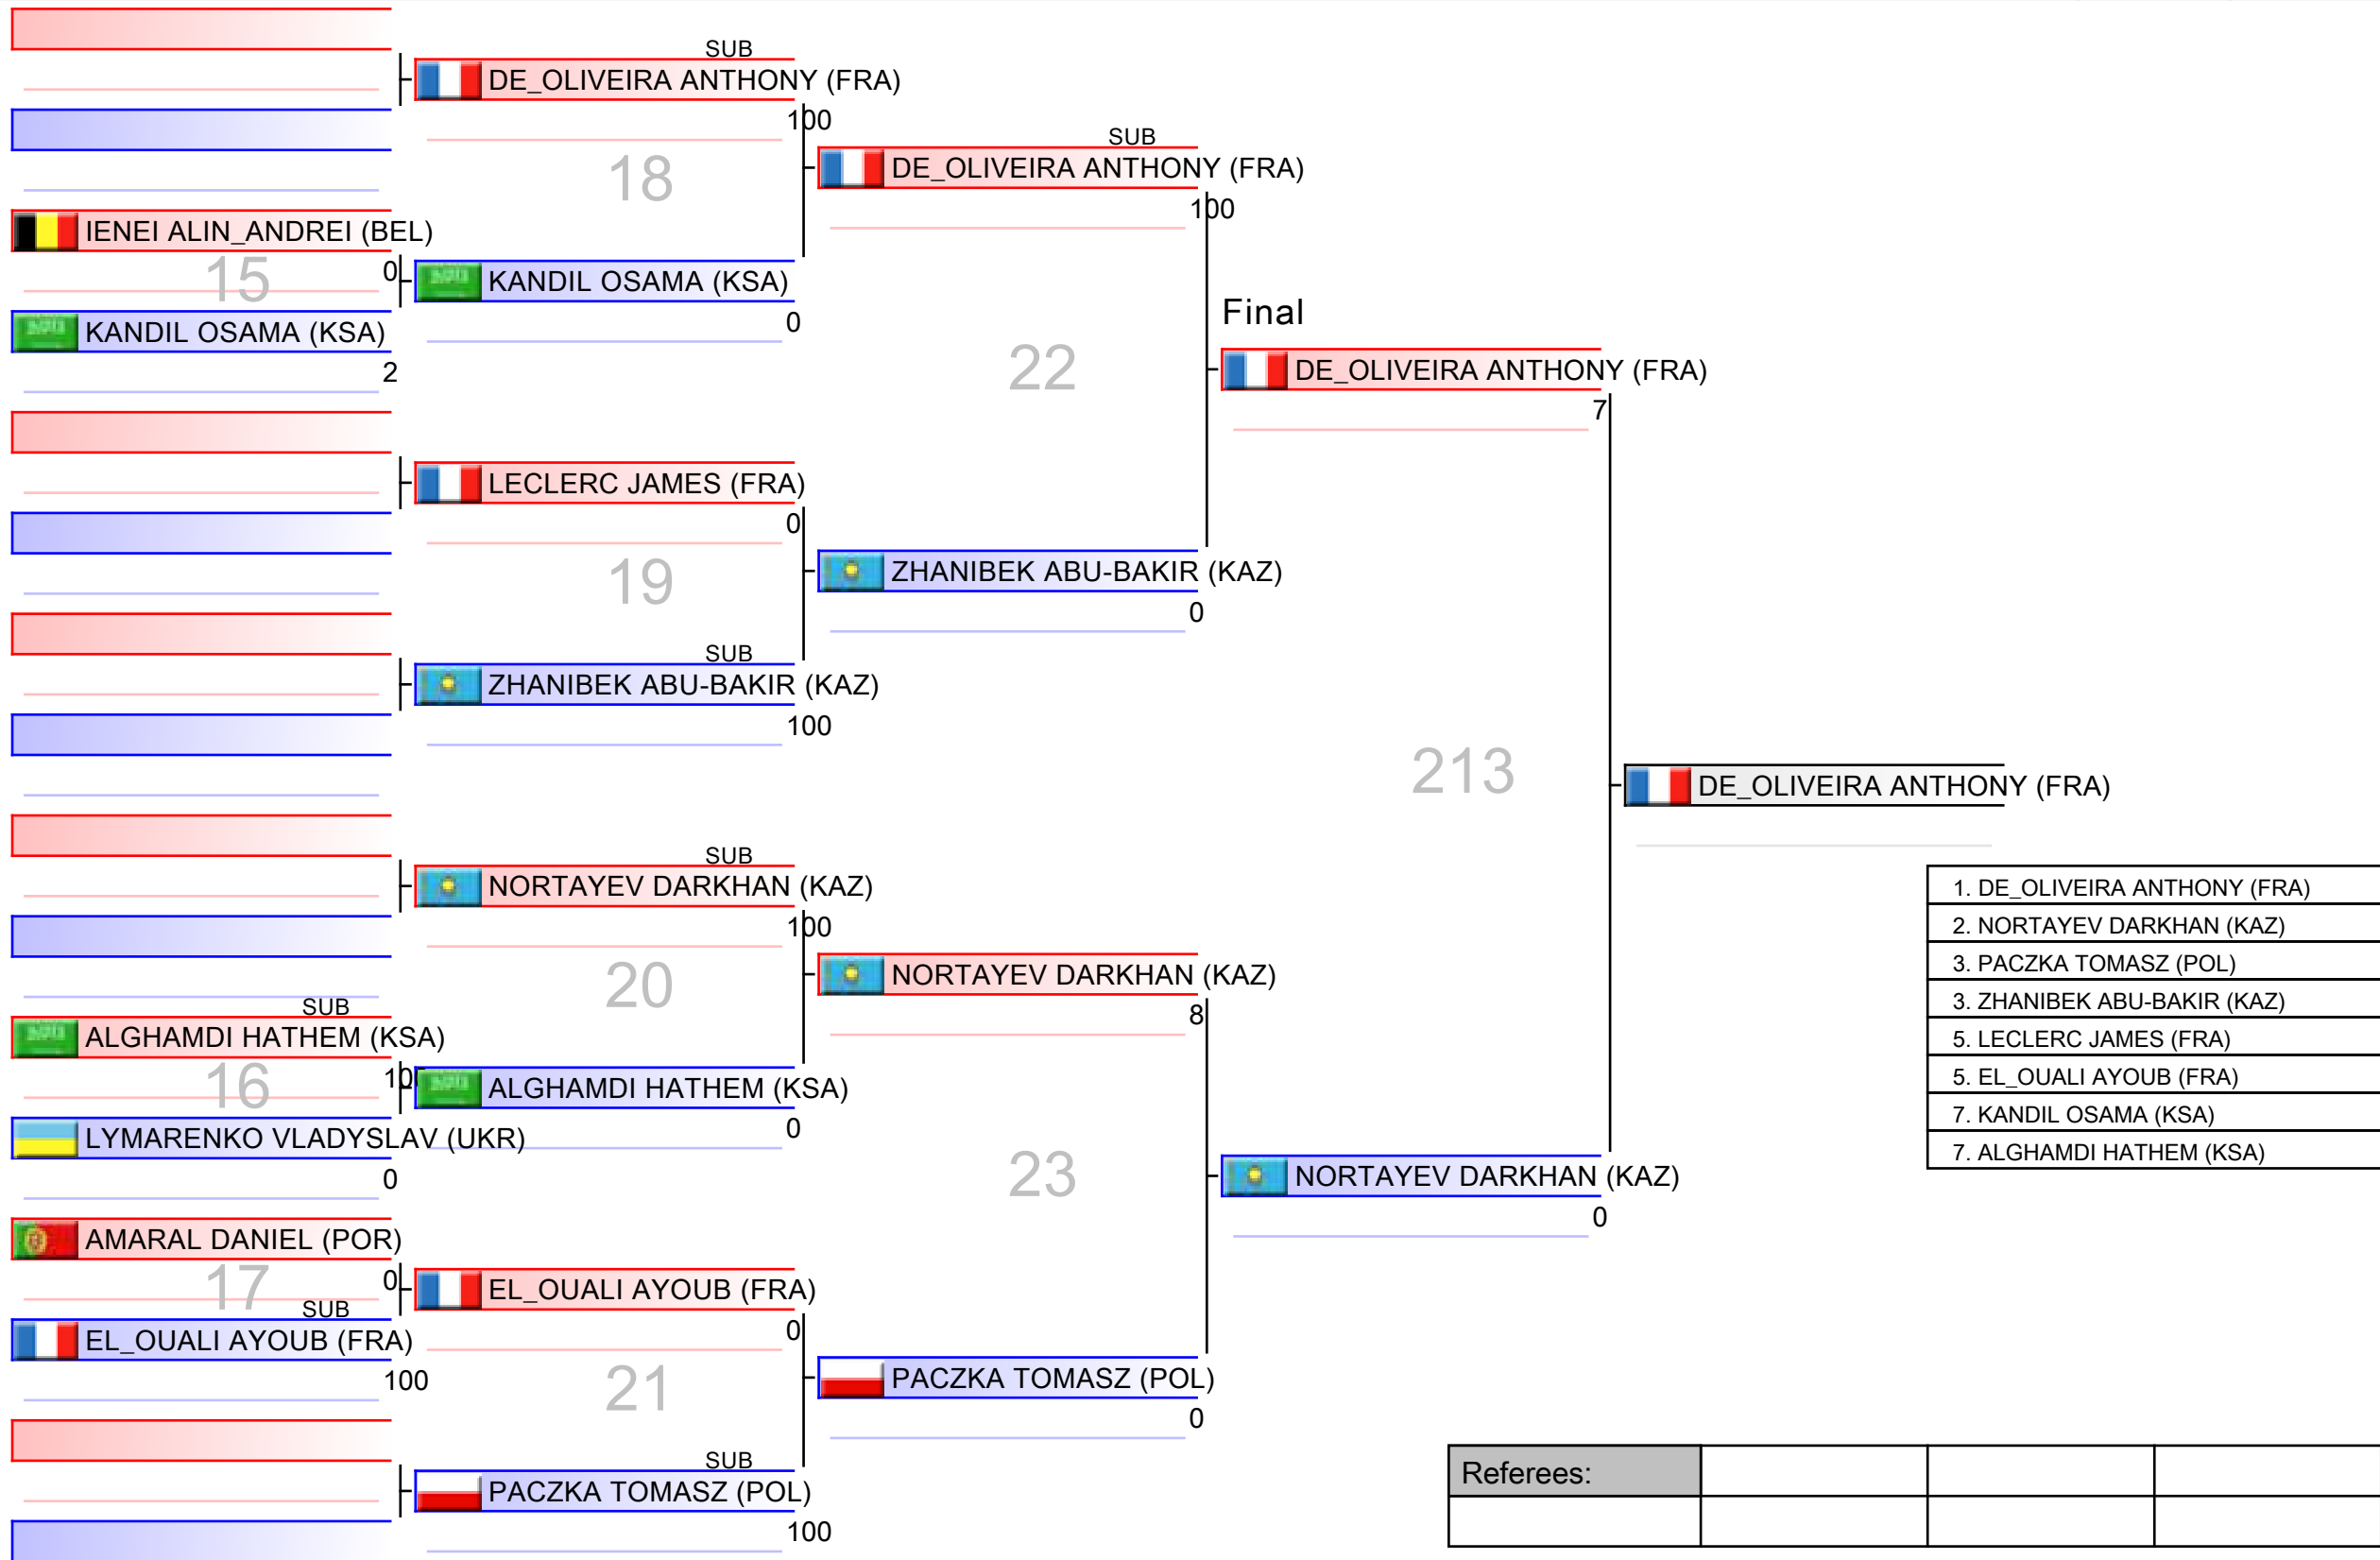 SUB
DE_OLIVEIRA ANTHONY (FRA)
100
18
IENEI ALIN_ANDREI (BEL)
0
15
KANDIL OSAMA (KSA)
2
KANDIL OSAMA (KSA)
0
SUB
DE_OLIVEIRA ANTHONY (FRA)
100
22
LECLERC JAMES (FRA)
0
19
SUB
ZHANIBEK ABU-BAKIR (KAZ)
100
ZHANIBEK ABU-BAKIR (KAZ)
0
Final
DE_OLIVEIRA ANTHONY (FRA)
7
213
DE_OLIVEIRA ANTHONY (FRA)
SUB
NORTAYEV DARKHAN (KAZ)
100
20
SUB
ALGHAMDI HATHEM (KSA)
100
16
LYMARENKO VLADYSLAV (UKR)
0
ALGHAMDI HATHEM (KSA)
0
NORTAYEV DARKHAN (KAZ)
8
23
AMARAL DANIEL (POR)
0
17
SUB
EL_OUALI AYOUB (FRA)
100
EL_OUALI AYOUB (FRA)
0
21
SUB
PACZKA TOMASZ (POL)
100
PACZKA TOMASZ (POL)
0
NORTAYEV DARKHAN (KAZ)
0
1. DE_OLIVEIRA ANTHONY (FRA)
2. NORTAYEV DARKHAN (KAZ)
3. PACZKA TOMASZ (POL)
3. ZHANIBEK ABU-BAKIR (KAZ)
5. LECLERC JAMES (FRA)
5. EL_OUALI AYOUB (FRA)
7. KANDIL OSAMA (KSA)
7. ALGHAMDI HATHEM (KSA)
Referees: